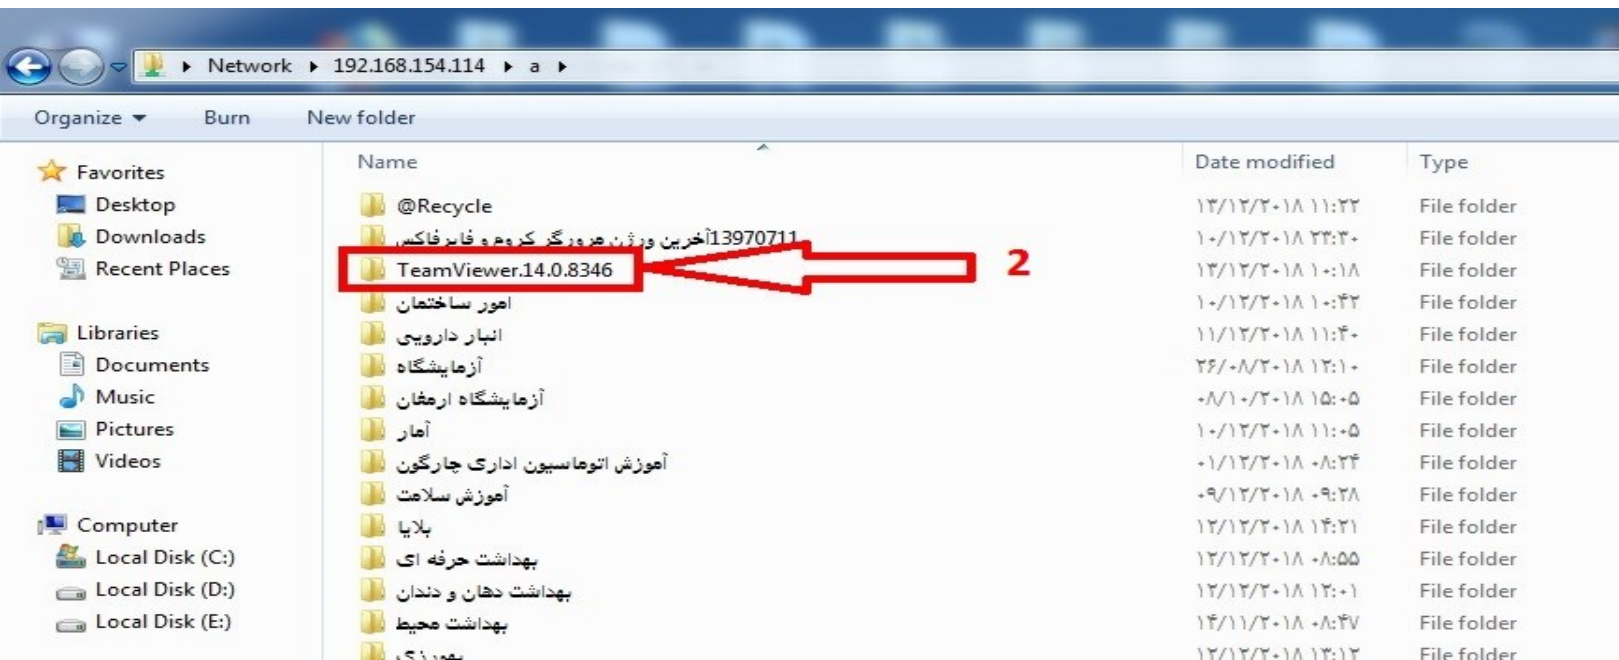 Network ▸ 192.168.154.114 ▸ a ▸
Organize Burn New folder
Name Date modified Type
Favorites
Desktop
Downloads
Recent Places
Libraries
Documents
Music
Pictures
Videos
Computer
Local Disk (C:)
Local Disk (D:)
Local Disk (E:)
@Recycle ۱۳/۱۲/۲۰۱۸ ۱۱:۲۲ File folder
13970711آخرین ورژن مرورگر کروم و فایرفاکس ۱۰/۱۲/۲۰۱۸ ۲۳:۳۰ File folder
TeamViewer.14.0.8346 ۱۳/۱۲/۲۰۱۸ ۱۰:۱۸ File folder
2
امور ساختمان ۱۰/۱۲/۲۰۱۸ ۱۰:۴۲ File folder
انبار دارویی ۱۱/۱۲/۲۰۱۸ ۱۱:۴۰ File folder
آزمایشگاه ۲۶/۰۸/۲۰۱۸ ۱۲:۱۰ File folder
آزمایشگاه ارمغان ۰۸/۱۰/۲۰۱۸ ۱۵:۰۵ File folder
آمار ۱۰/۱۲/۲۰۱۸ ۱۱:۰۵ File folder
آموزش اتوماسیون اداری چارگون ۰۱/۱۲/۲۰۱۸ ۰۸:۲۴ File folder
آموزش سلامت ۰۹/۱۲/۲۰۱۸ ۰۹:۲۸ File folder
بلایا ۱۲/۱۲/۲۰۱۸ ۱۴:۲۱ File folder
بهداشت حرفه ای ۱۲/۱۲/۲۰۱۸ ۰۸:۵۵ File folder
بهداشت دهان و دندان ۱۲/۱۲/۲۰۱۸ ۱۲:۰۱ File folder
بهداشت محیط ۱۴/۱۱/۲۰۱۸ ۰۸:۴۷ File folder
بهورزی ۱۲/۱۲/۲۰۱۸ ۱۳:۱۲ File folder